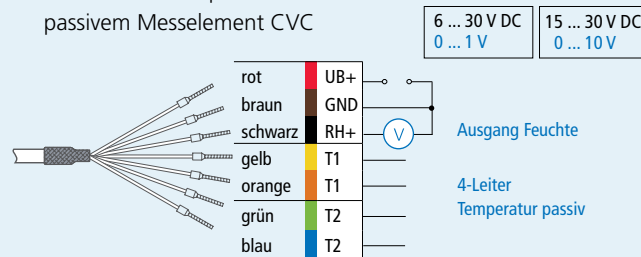 passivem Messelement CVC
6 ... 30 V DC
0 ... 1 V
15 ... 30 V DC
0 ... 10 V
rot UB+
braun GND
schwarz RH+ V Ausgang Feuchte
gelb T1
orange T1 4-Leiter
Temperatur passiv
grün T2
blau T2